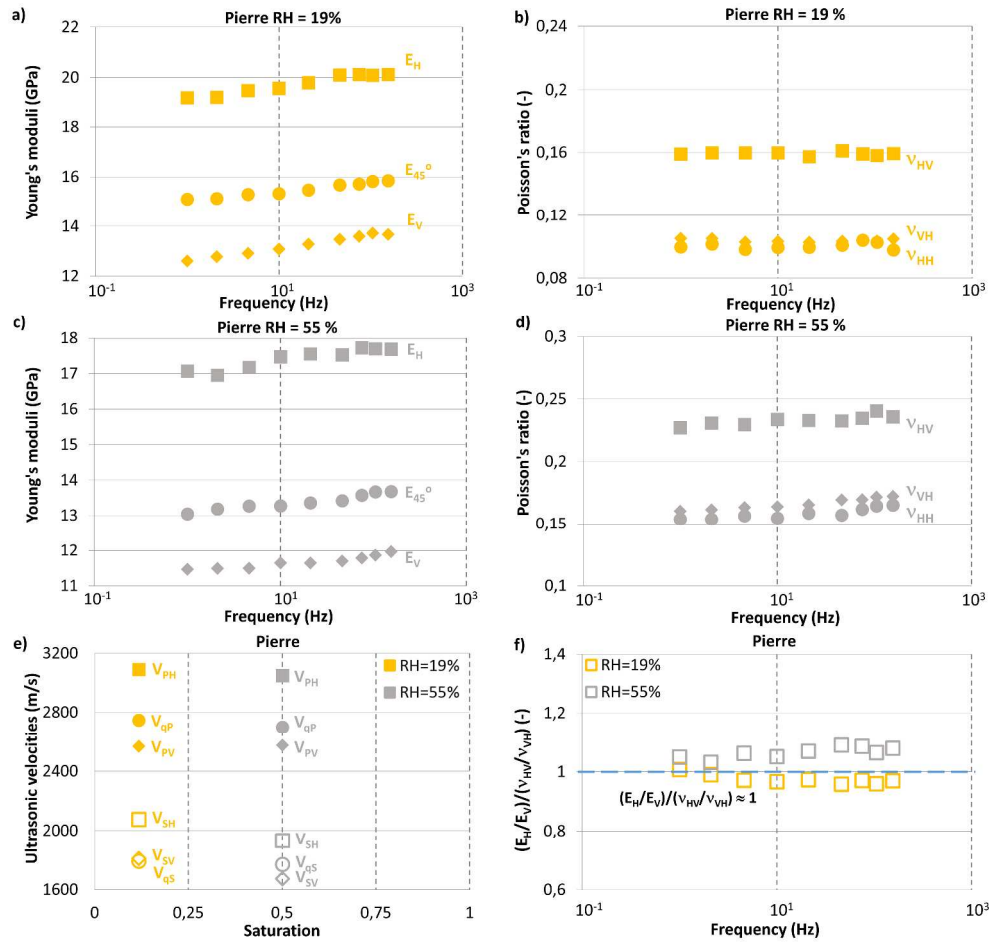 a)
Pierre RH = 19%
22
20
18
16
14
12
Young's moduli (GPa)
E_H
E_45°
E_V
10^-1
10^1
10^3
Frequency (Hz)
b)
Pierre RH = 19 %
0,24
0,2
0,16
0,12
0,08
Poisson's ratio (-)
ν_HV
ν_VH
ν_HH
10^-1
10^1
10^3
Frequency (Hz)
c)
Pierre RH = 55 %
18
17
16
15
14
13
12
11
Young's moduli (GPa)
E_H
E_45°
E_V
10^-1
10^1
10^3
Frequency (Hz)
d)
Pierre RH = 55 %
0,3
0,25
0,2
0,15
0,1
Poisson's ratio (-)
ν_HV
ν_VH
ν_HH
10^-1
10^1
10^3
Frequency (Hz)
e)
Pierre
3200
2800
2400
2000
1600
Ultrasonic velocities (m/s)
V_PH
V_qP
V_PV
V_SH
V_SV
V_qS
V_PH
V_qP
V_PV
V_SH
V_qS
V_SV
RH=19%
RH=55%
0
0,25
0,5
0,75
1
Saturation
f)
Pierre
1,4
1,2
1
0,8
0,6
(E_H/E_V)/(ν_HV/ν_VH) (-)
RH=19%
RH=55%
(E_H/E_V)/(ν_HV/ν_VH) ≈ 1
10^-1
10^1
10^3
Frequency (Hz)